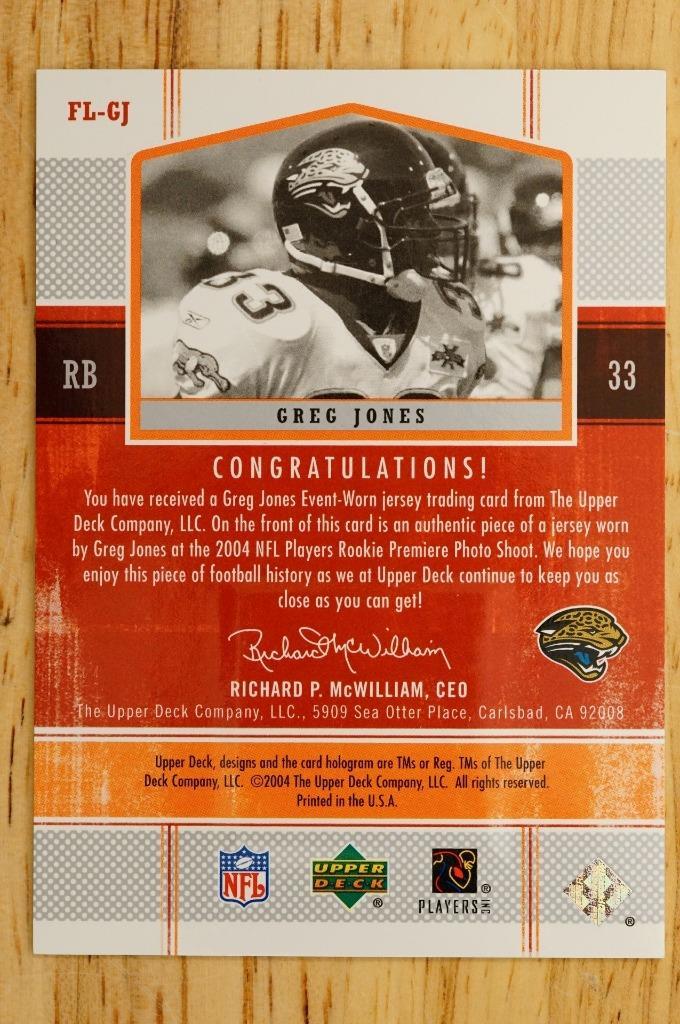 FL-GJ
33
RB
33
GREG JONES
CONGRATULATIONS!
You have received a Greg Jones Event-Worn jersey trading card from The Upper
Deck Company, LLC. On the front of this card is an authentic piece of a jersey worn
by Greg Jones at the 2004 NFL Players Rookie Premiere Photo Shoot. We hope you
enjoy this piece of football history as we at Upper Deck continue to keep you as
close as you can get!
Richard P. McWilliam
RICHARD P. McWILLIAM, CEO
The Upper Deck Company, LLC., 5909 Sea Otter Place, Carlsbad, CA 92008
Upper Deck, designs and the card hologram are TMs or Reg. TMs of The Upper
Deck Company, LLC. ©2004 The Upper Deck Company, LLC. All rights reserved.
Printed in the U.S.A.
NFL
UPPER
DECK ®
PLAYERS INC ®
®